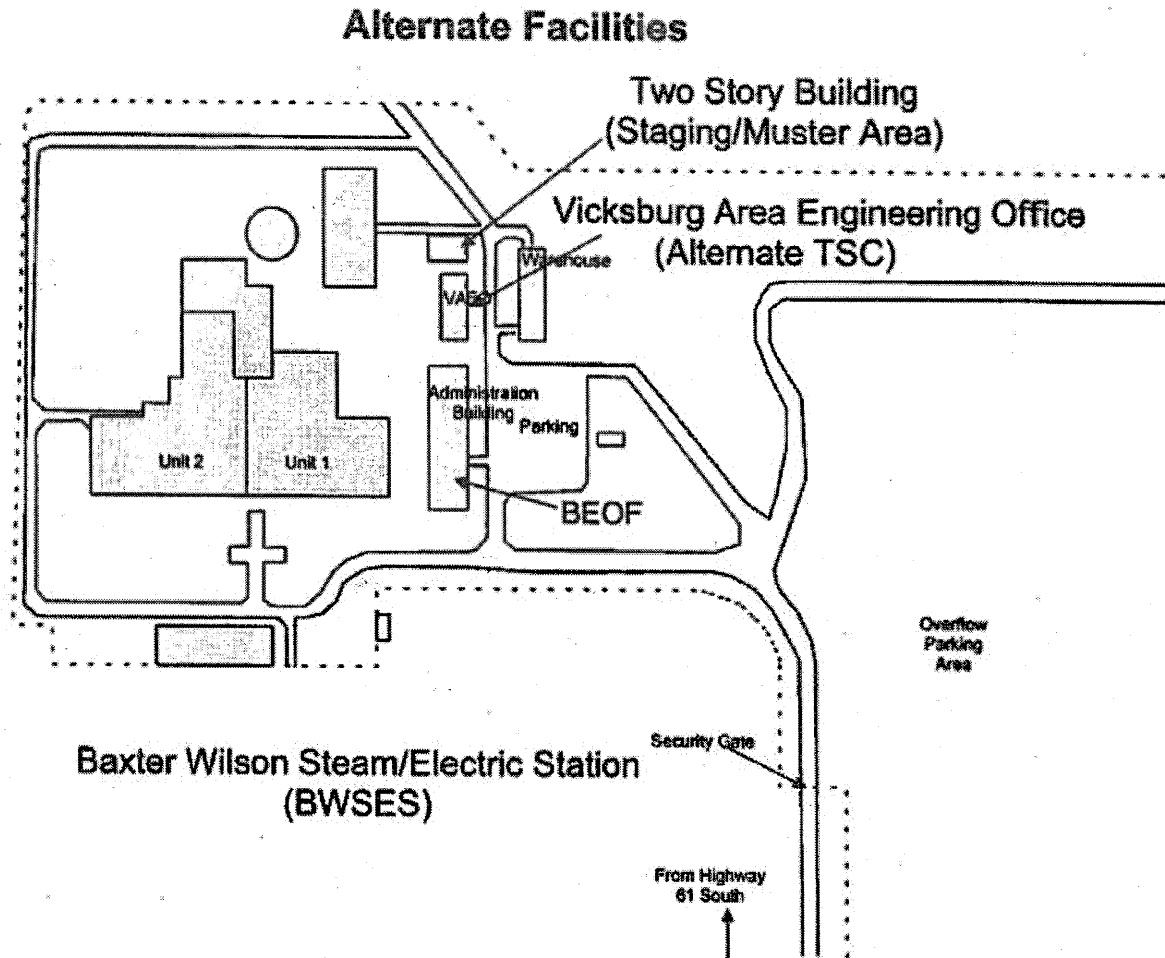 Alternate Facilities
Two Story Building
(Staging/Muster Area)
Vicksburg Area Engineering Office
(Alternate TSC)
Warehouse
VAEO
Administration
Building
Parking
Unit 2
Unit 1
BEOF
Overflow
Parking
Area
Security Gate
Baxter Wilson Steam/Electric Station
(BWSES)
From Highway
61 South